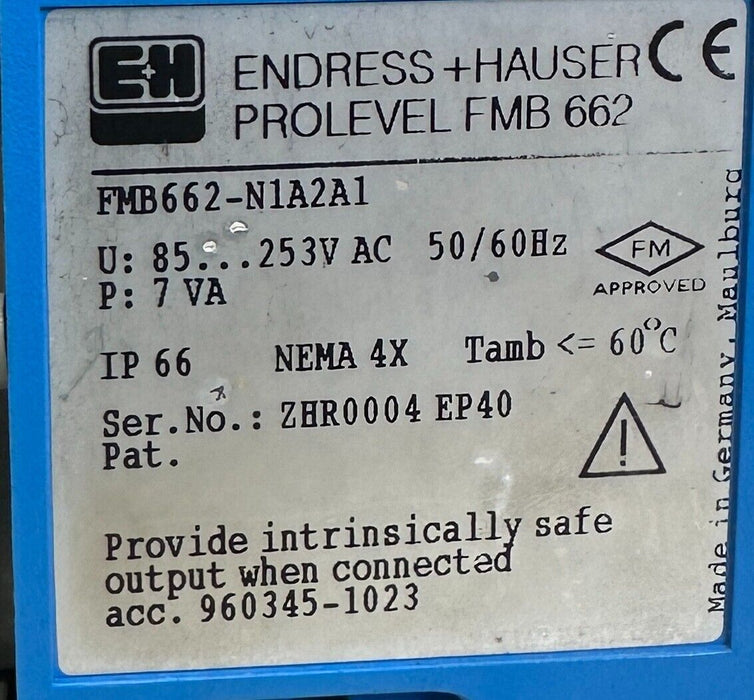 E+H
ENDRESS+HAUSER CE
PROLEVEL FMB 662
FMB662-N1A2A1
U: 85...253V AC 50/60Hz
P: 7 VA
FM
APPROVED
IP 66 NEMA 4X Tamb <= 60°C
Ser.No.: ZHR0004 EP40
Pat.
!
Provide intrinsically safe
output when connected
acc. 960345-1023
Made in Germany, Maulburg